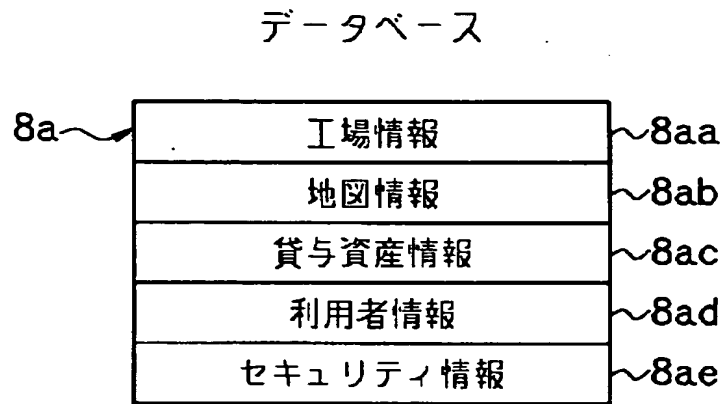 データベース
8a 工場情報 8aa
地図情報 8ab
貸与資産情報 8ac
利用者情報 8ad
セキュリティ情報 8ae